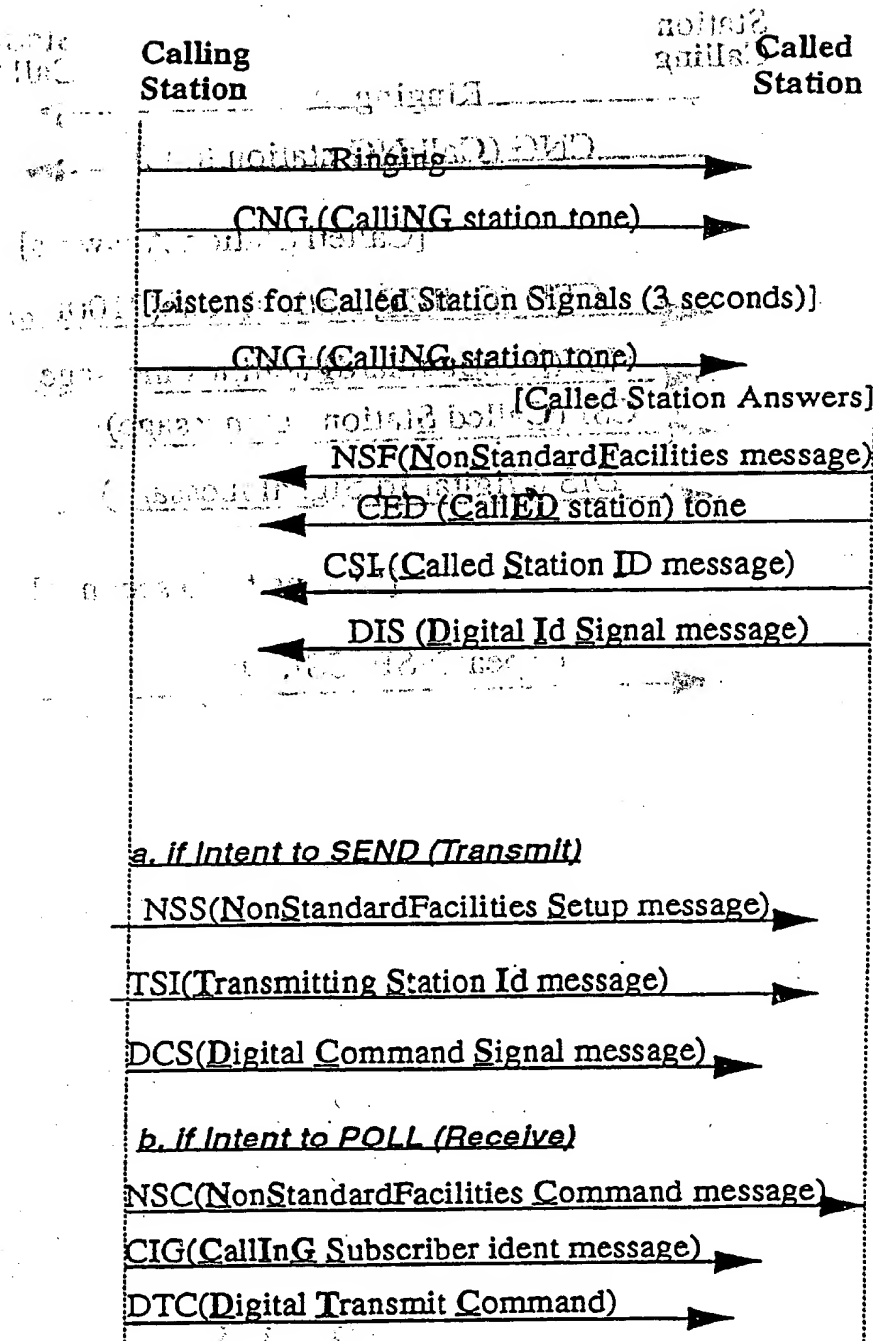 Calling Station
Called Station
Ringing
CNG (CalliNG station tone)
[Listens for Called Station Signals (3 seconds)]
CNG (CalliNG station tone)
[Called Station Answers]
NSF(NonStandardFacilities message)
CED (CallED station) tone
CSI (Called Station ID message)
DIS (Digital Id Signal message)
a. if Intent to SEND (Transmit)
NSS(NonStandardFacilities Setup message)
TSI(Transmitting Station Id message)
DCS(Digital Command Signal message)
b. if Intent to POLL (Receive)
NSC(NonStandardFacilities Command message)
CIG(CallInG Subscriber ident message)
DTC(Digital Transmit Command)